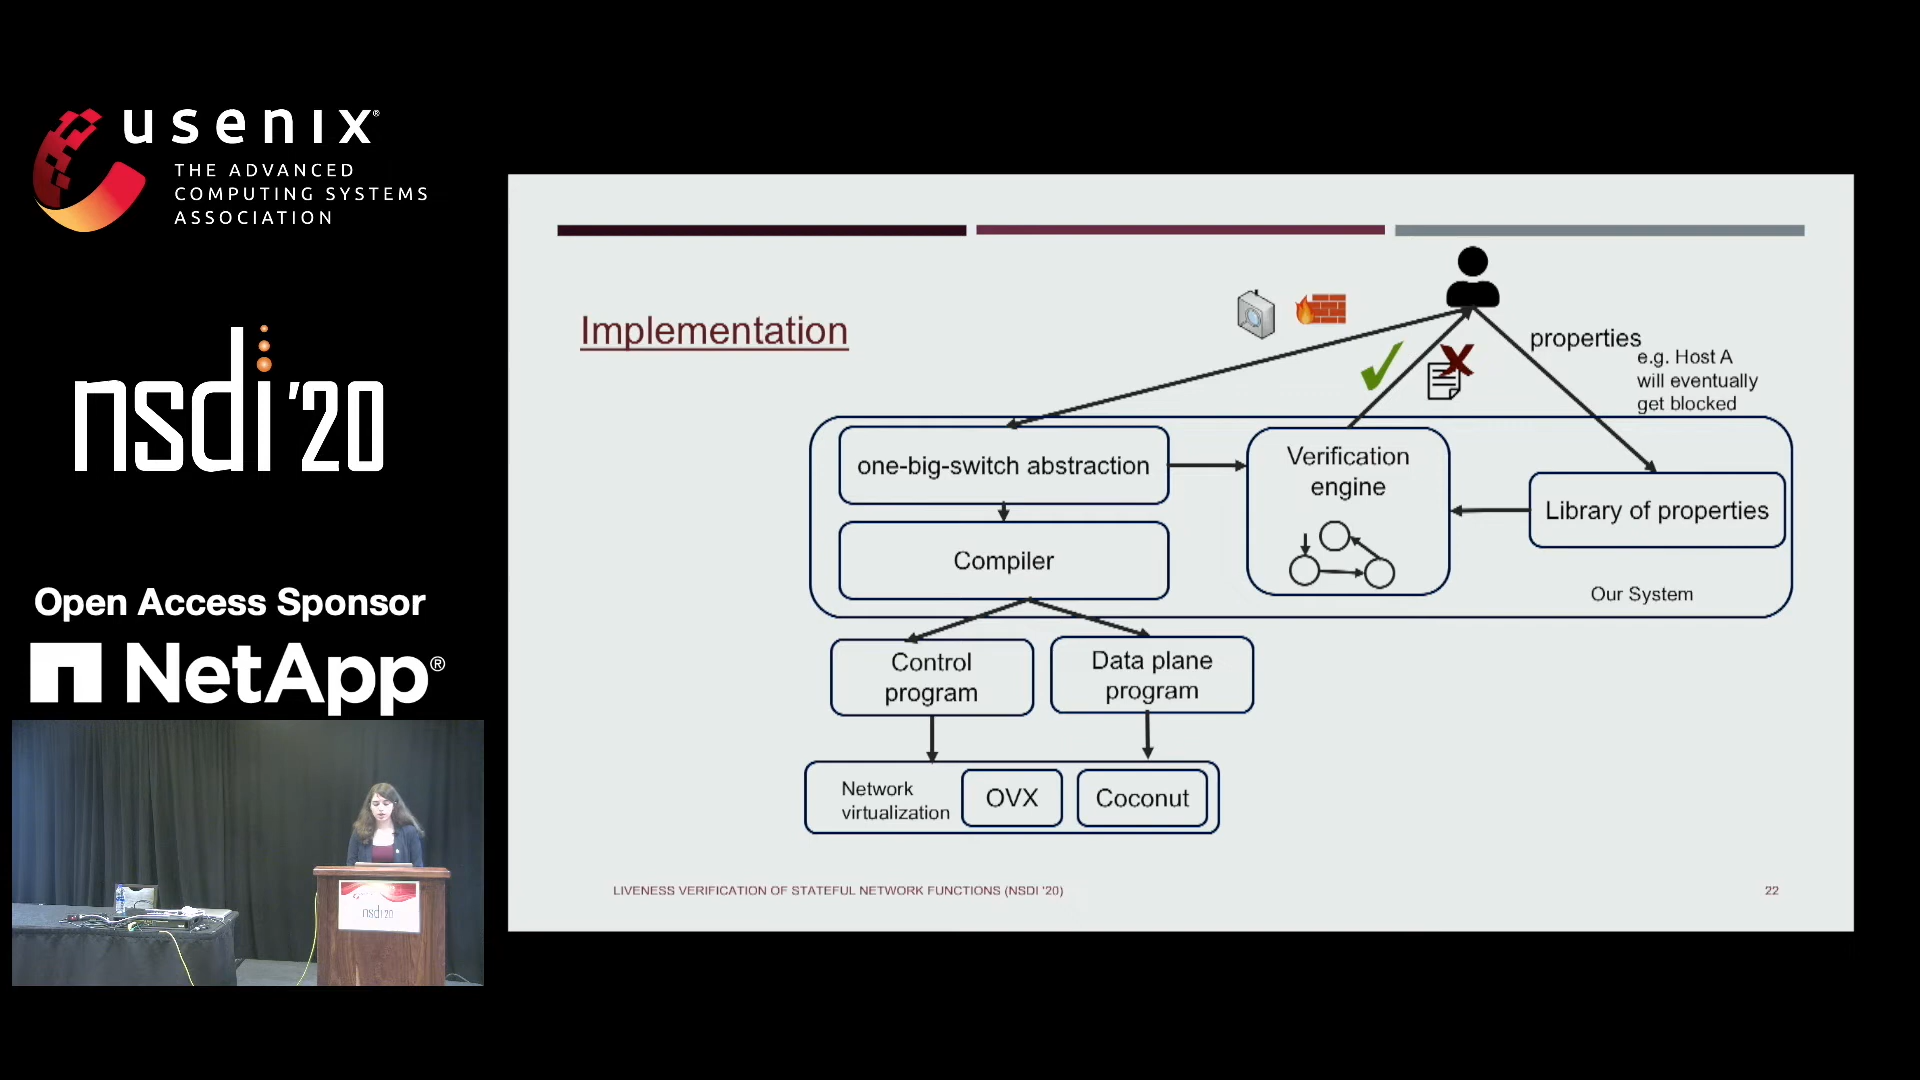 usenix®
THE ADVANCED
COMPUTING SYSTEMS
ASSOCIATION
nsdi '20
Open Access Sponsor
NetApp®
nsdi 20
Implementation
properties
e.g. Host A
will eventually
get blocked
one-big-switch abstraction
Verification
engine
Library of properties
Compiler
Our System
Control
program
Data plane
program
Network
virtualization
OVX
Coconut
LIVENESS VERIFICATION OF STATEFUL NETWORK FUNCTIONS (NSDI '20)
22